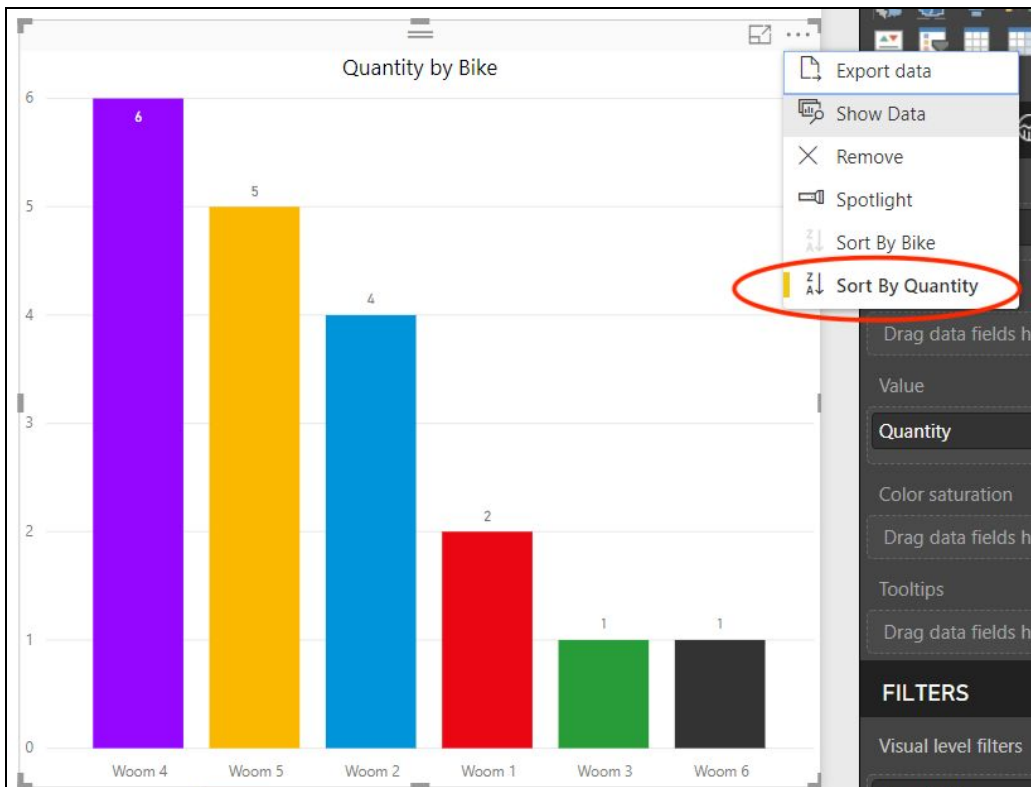 Quantity by Bike
6
5
4
3
2
1
0
6
5
4
2
1
1
Woom 4 Woom 5 Woom 2 Woom 1 Woom 3 Woom 6
Export data
Show Data
Remove
Spotlight
Sort By Bike
Sort By Quantity
Drag data fields h
Value
Quantity
Color saturation
Drag data fields h
Tooltips
Drag data fields h
FILTERS
Visual level filters